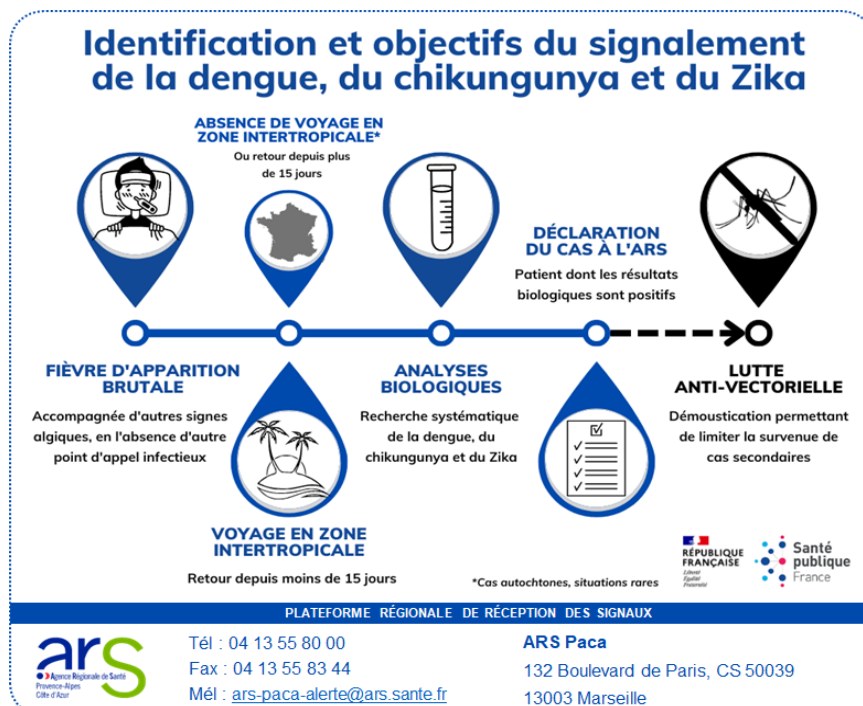 Identification et objectifs du signalement
de la dengue, du chikungunya et du Zika
ABSENCE DE VOYAGE EN
ZONE INTERTROPICALE*
Ou retour depuis plus
de 15 jours
DÉCLARATION
DU CAS À L'ARS
Patient dont les résultats
biologiques sont positifs
FIÈVRE D'APPARITION
BRUTALE
Accompagnée d'autres signes
algiques, en l'absence d'autre
point d'appel infectieux
ANALYSES
BIOLOGIQUES
Recherche systématique
de la dengue, du
chikungunya et du Zika
LUTTE
ANTI-VECTORIELLE
Démoustication permettant
de limiter la survenue de
cas secondaires
VOYAGE EN ZONE
INTERTROPICALE
Retour depuis moins de 15 jours
*Cas autochtones, situations rares
RÉPUBLIQUE
FRANÇAISE
Liberté
Égalité
Fraternité
Santé
publique
France
PLATEFORME RÉGIONALE DE RÉCEPTION DES SIGNAUX
ars
Agence Régionale de Santé
Provence-Alpes
Côte d'Azur
Tél : 04 13 55 80 00
Fax : 04 13 55 83 44
Mél : ars-paca-alerte@ars.sante.fr
ARS Paca
132 Boulevard de Paris, CS 50039
13003 Marseille